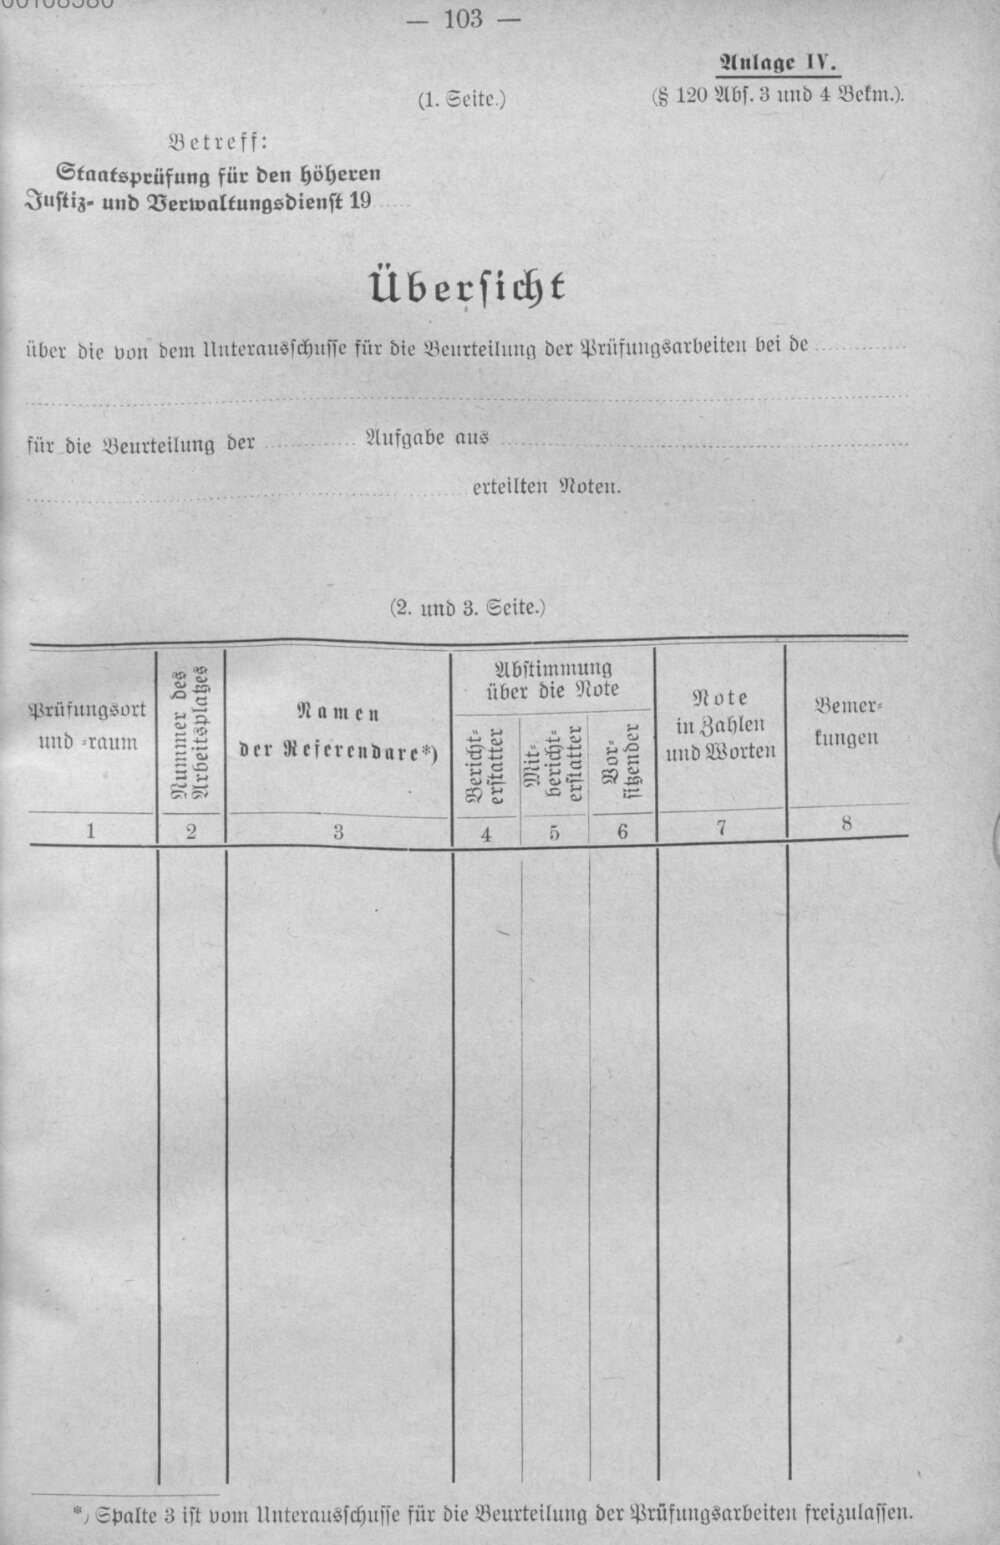 — 103 —
Anlage IV.
(1. Seite.)
(§ 120 Abs. 3 und 4 Bekm.).
Betreff:
Staatsprüfung für den höheren
Justiz- und Verwaltungsdienst 19......
Übersicht
über die von dem Unterausschusse für die Beurteilung der Prüfungsarbeiten bei de ............
für die Beurteilung der ............ Aufgabe aus ............
............ erteilten Noten.
(2. und 3. Seite.)
Prüfungsort
und -raum
Nummer des
Arbeitsplatzes
Namen
der Referendare*)
Abstimmung
über die Note
Bericht-
erstatter
Mit-
bericht-
erstatter
Vor-
sitzender
Note
in Zahlen
und Worten
Bemer-
kungen
1 2 3 4 5 6 7 8
*) Spalte 3 ist vom Unterausschusse für die Beurteilung der Prüfungsarbeiten freizulassen.